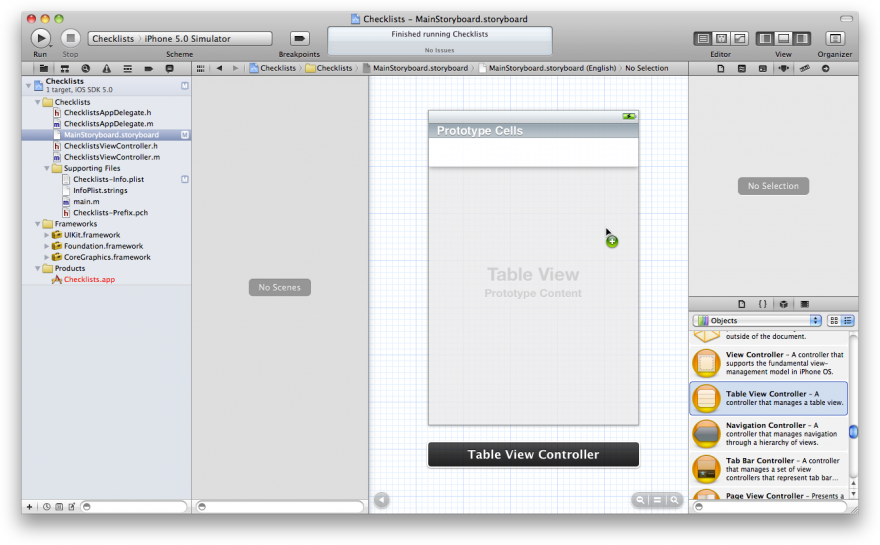 Checklists – MainStoryboard.storyboard
Checklists › iPhone 5.0 Simulator
Finished running Checklists
No Issues
Run
Stop
Scheme
Breakpoints
Editor
View
Organizer
Checklists
Checklists
MainStoryboard.storyboard
MainStoryboard.storyboard (English)
No Selection
Checklists
1 target, iOS SDK 5.0
M
Checklists
ChecklistsAppDelegate.h
ChecklistsAppDelegate.m
MainStoryboard.storyboard
M
ChecklistsViewController.h
ChecklistsViewController.m
Supporting Files
Checklists-Info.plist
InfoPlist.strings
main.m
Checklists-Prefix.pch
Frameworks
UIKit.framework
Foundation.framework
CoreGraphics.framework
Products
Checklists.app
No Scenes
Prototype Cells
Table View
Prototype Content
Table View Controller
No Selection
Objects
outside of the document.
View Controller – A controller that
supports the fundamental view-
management model in iPhone OS.
Table View Controller – A
controller that manages a table view.
Navigation Controller – A
controller that manages navigation
through a hierarchy of views.
Tab Bar Controller – A controller
that manages a set of view
controllers that represent tab bar...
Page View Controller – Presents a